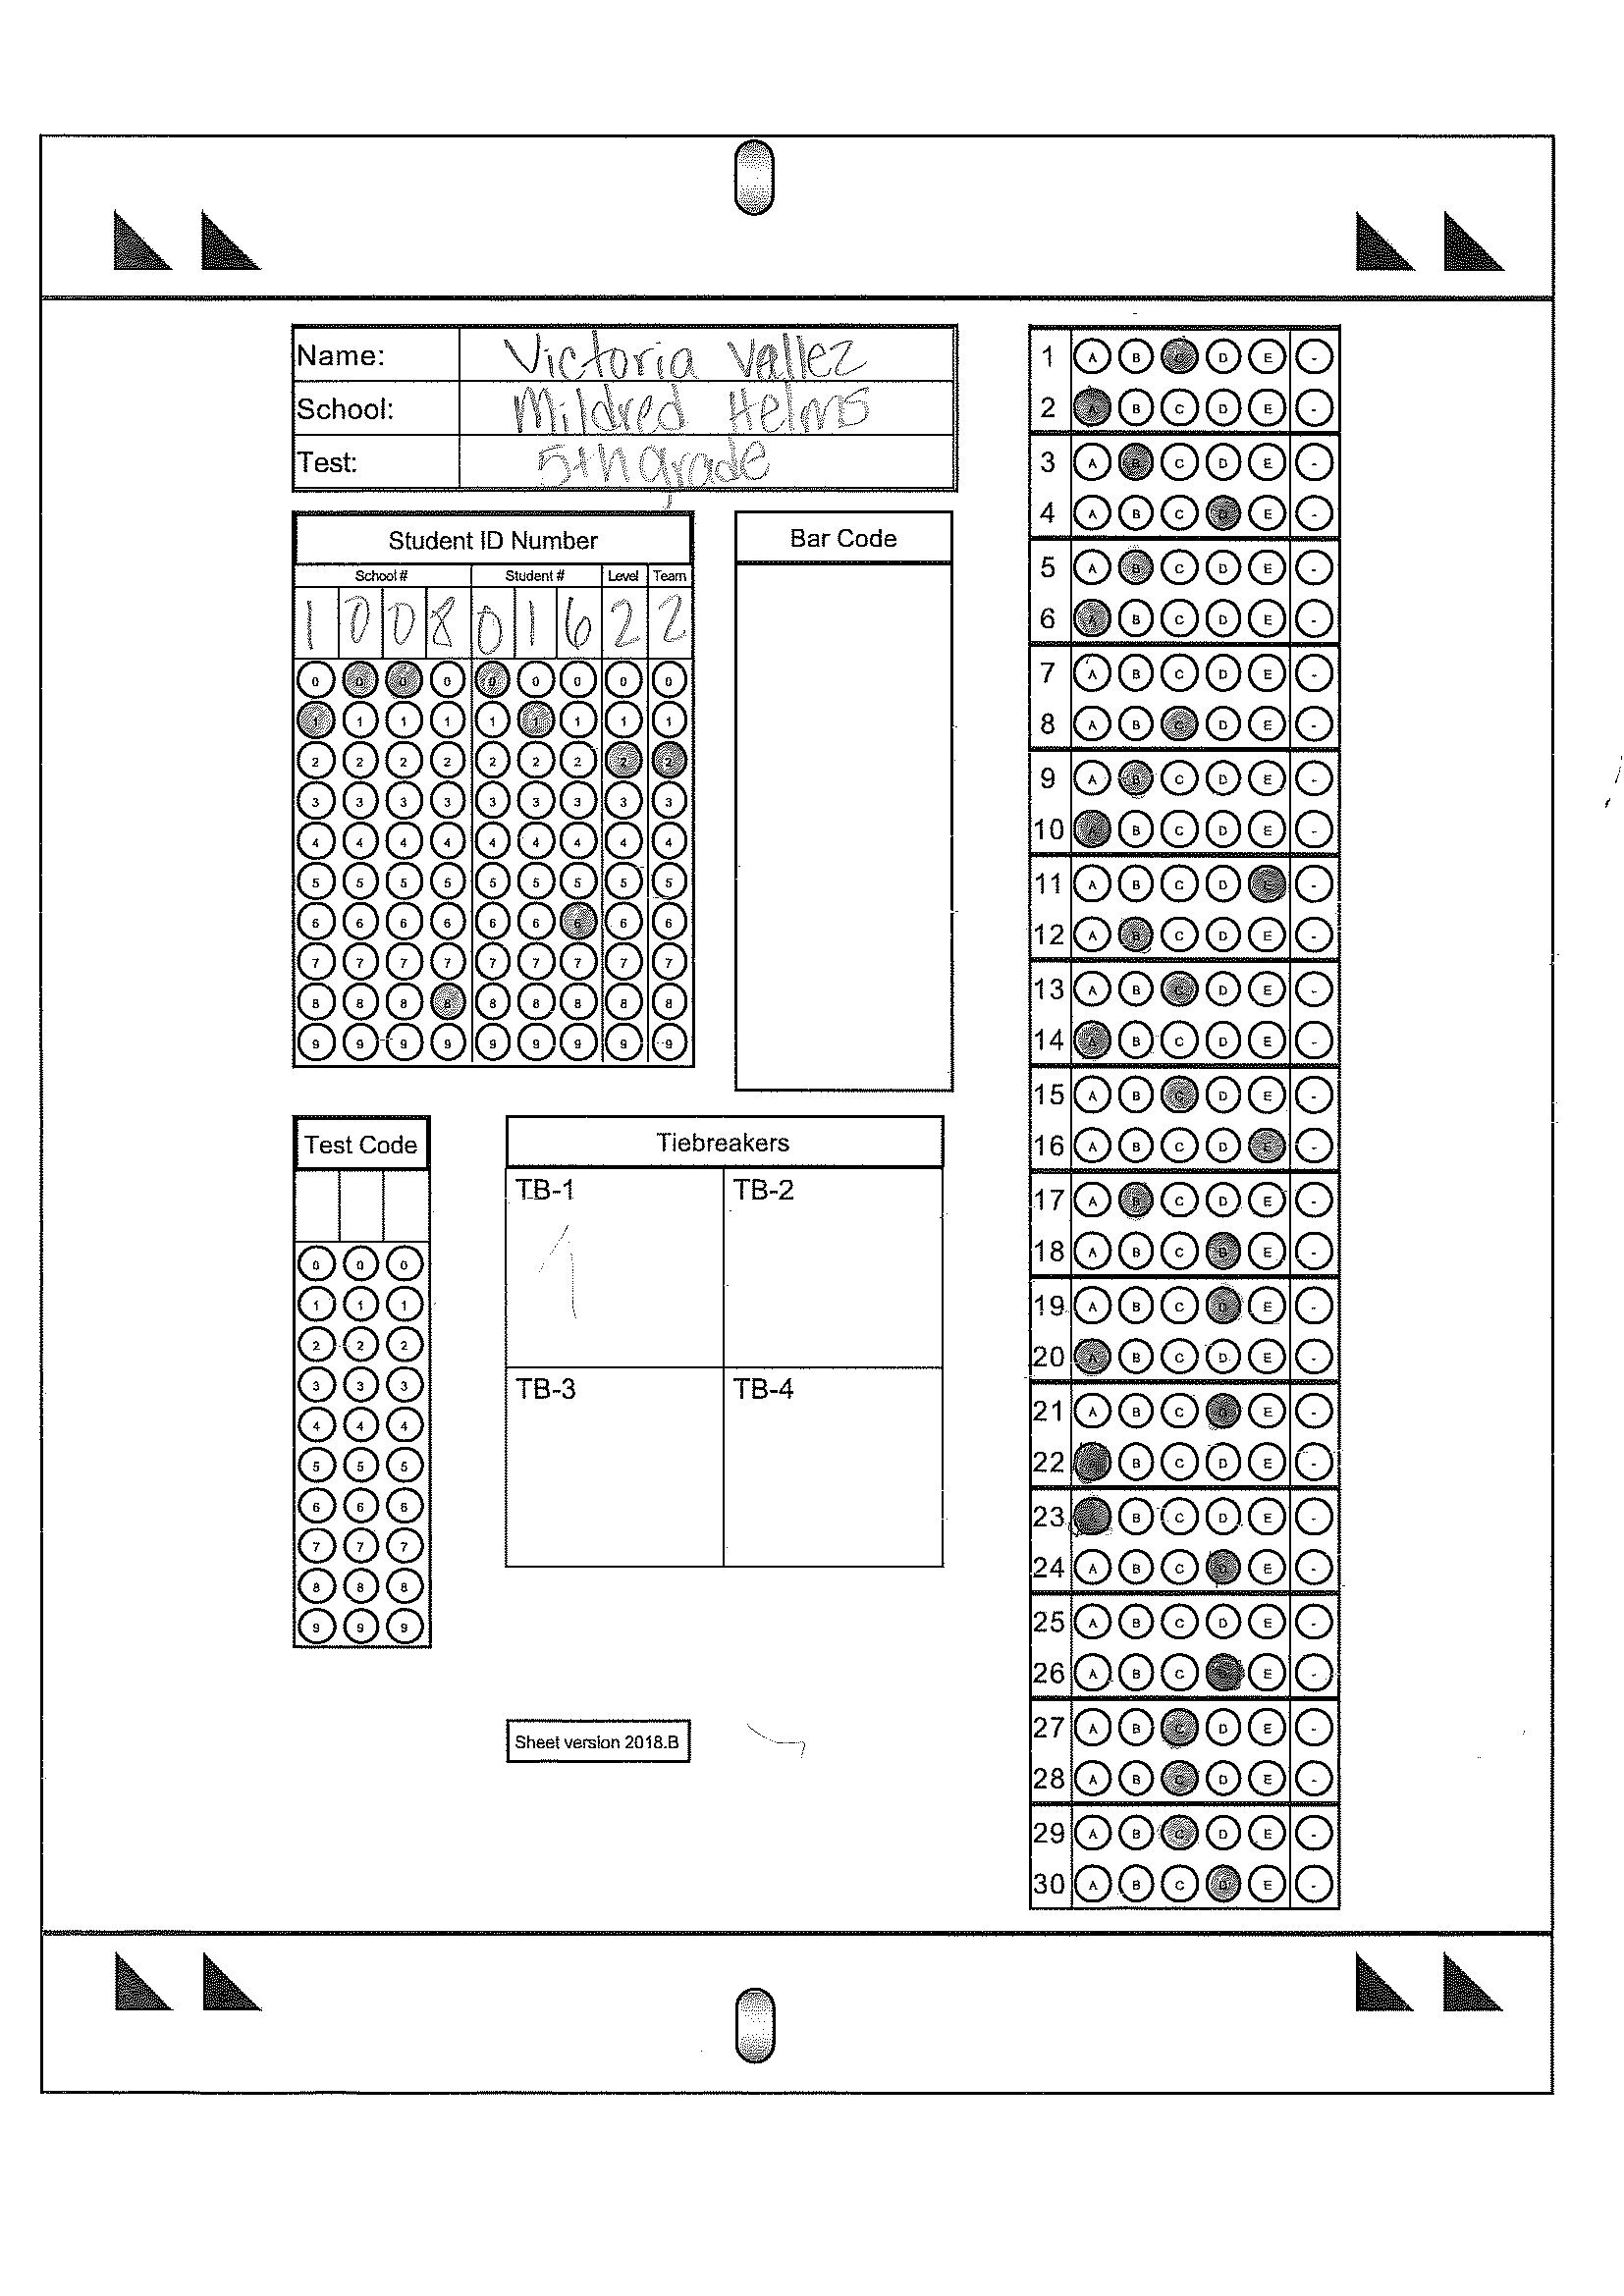 Name: Victoria Vallez
School: Mildred Helms
Test: 5th grade
Student ID Number
School # Student # Level Team
1 0 0 8 0 1 6 2 2
0 0 0 0 0 0 0 0 0
1 1 1 1 1 1 1 1 1
2 2 2 2 2 2 2 2 2
3 3 3 3 3 3 3 3 3
4 4 4 4 4 4 4 4 4
5 5 5 5 5 5 5 5 5
6 6 6 6 6 6 6 6 6
7 7 7 7 7 7 7 7 7
8 8 8 8 8 8 8 8 8
9 9 9 9 9 9 9 9 9
Bar Code
Test Code
0 0 0
1 1 1
2 2 2
3 3 3
4 4 4
5 5 5
6 6 6
7 7 7
8 8 8
9 9 9
Tiebreakers
TB-1 TB-2
1
TB-3 TB-4
Sheet version 2018.B
1 A B C D E -
2 A B C D E -
3 A B C D E -
4 A B C D E -
5 A B C D E -
6 A B C D E -
7 A B C D E -
8 A B C D E -
9 A B C D E -
10 A B C D E -
11 A B C D E -
12 A B C D E -
13 A B C D E -
14 A B C D E -
15 A B C D E -
16 A B C D E -
17 A B C D E -
18 A B C D E -
19 A B C D E -
20 A B C D E -
21 A B C D E -
22 A B C D E -
23 A B C D E -
24 A B C D E -
25 A B C D E -
26 A B C D E -
27 A B C D E -
28 A B C D E -
29 A B C D E -
30 A B C D E -